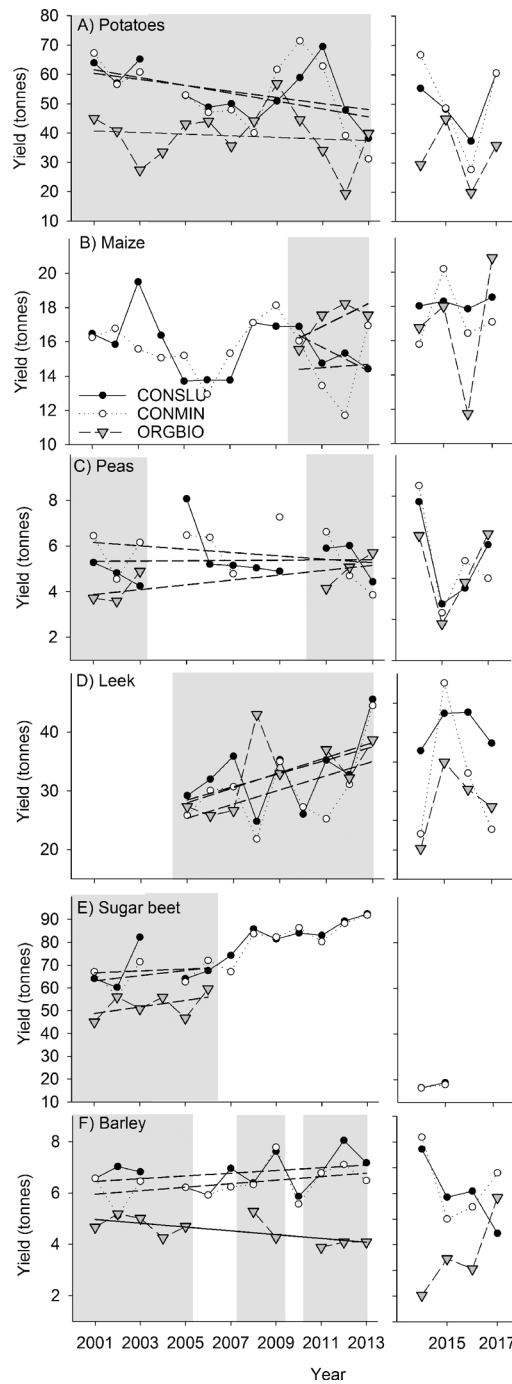 A) Potatoes
80
70
60
50
40
30
20
10
Yield (tonnes)
B) Maize
22
20
18
16
14
12
10
Yield (tonnes)
CONSLU
CONMIN
ORGBIO
C) Peas
8
6
4
2
Yield (tonnes)
D) Leek
40
30
20
Yield (tonnes)
E) Sugar beet
90
80
70
60
50
40
30
20
10
Yield (tonnes)
F) Barley
8
6
4
2
Yield (tonnes)
2001 2003 2005 2007 2009 2011 2013 2015 2017
Year